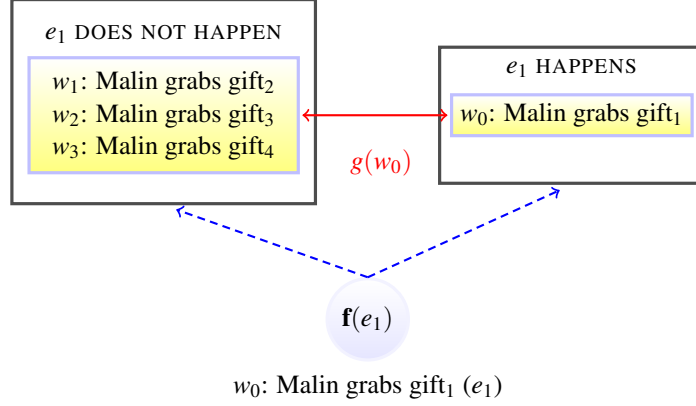 e₁ DOES NOT HAPPEN
w₁: Malin grabs gift₂
w₂: Malin grabs gift₃
w₃: Malin grabs gift₄
e₁ HAPPENS
w₀: Malin grabs gift₁
g(w₀)
f(e₁)
w₀: Malin grabs gift₁ (e₁)